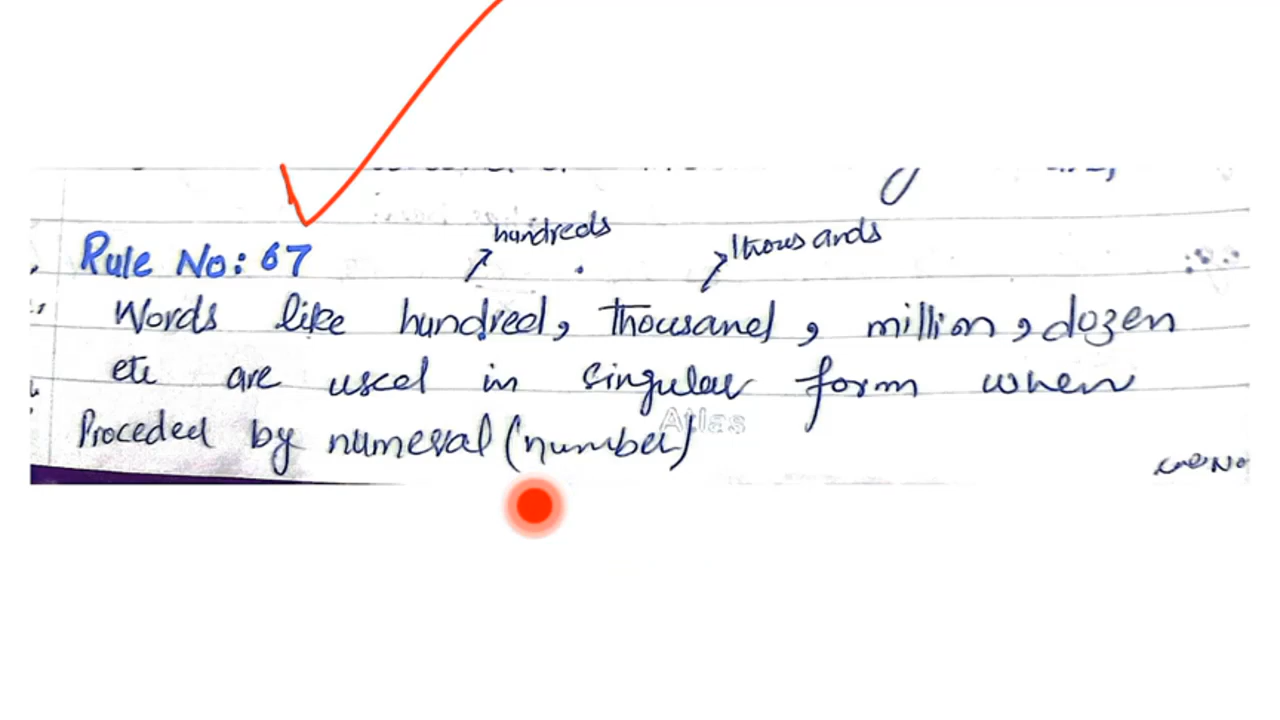 hundreds
thousands
Rule No: 67
Words like hundred, thousand, million, dozen
etc are used in singular form when
Proceded by numeral (number)
Atlas